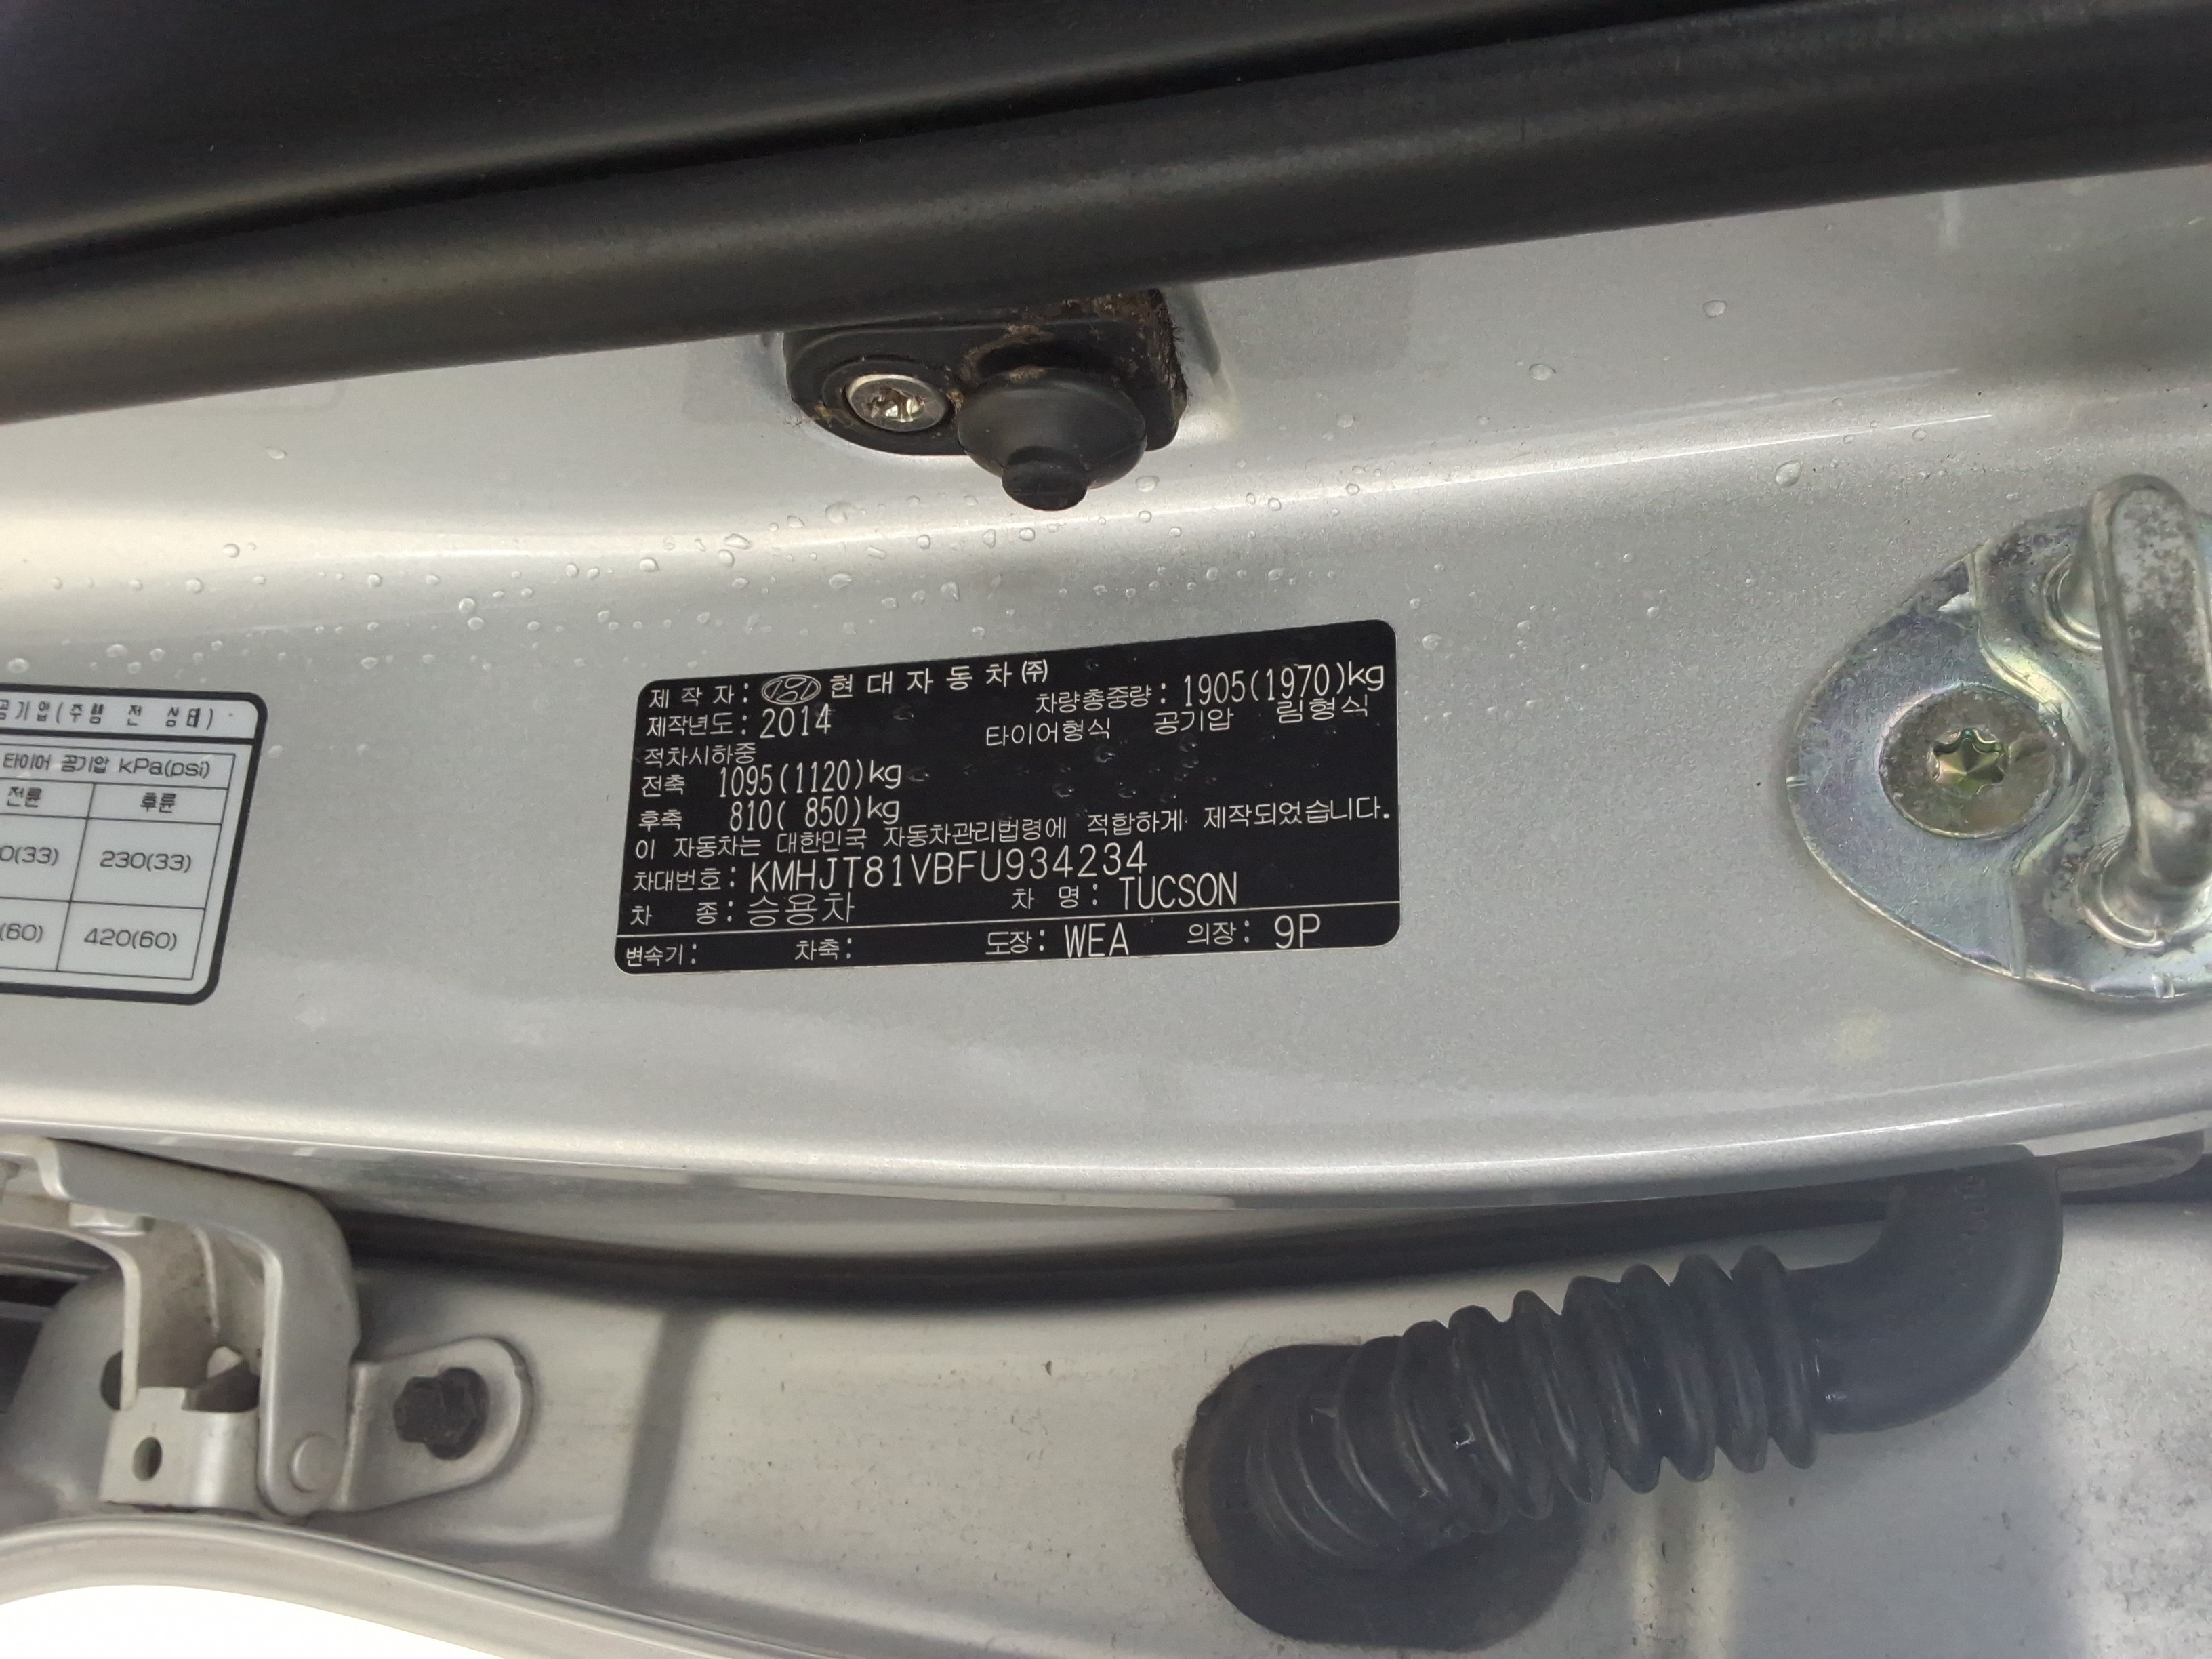 공기압(주행 전 상태)
타이어 공기압 kPa(psi)
전륜 후륜
0(33) 230(33)
(60) 420(60)
제 작 자: 현 대 자 동 차 ㈜
제작년도: 2014 차량총중량: 1905(1970)kg
타이어형식 공기압 림형식
적차시하중
전축 1095(1120)kg
후축 810( 850)kg
이 자동차는 대한민국 자동차관리법령에 적합하게 제작되었습니다.
차대번호: KMHJT81VBFU934234
차 종: 승용차 차 명: TUCSON
변속기: 차축: 도장: WEA 의장: 9P